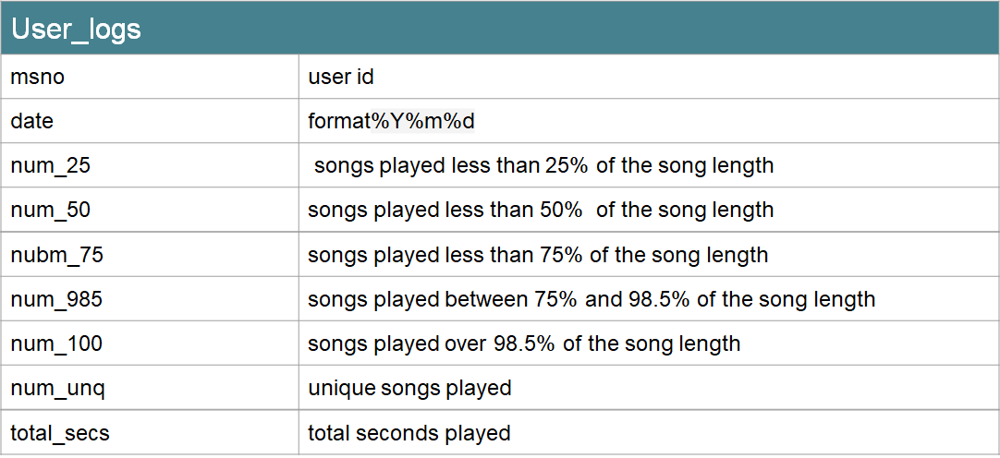 User_logs
msno user id
date format%Y%m%d
num_25 songs played less than 25% of the song length
num_50 songs played less than 50% of the song length
nubm_75 songs played less than 75% of the song length
num_985 songs played between 75% and 98.5% of the song length
num_100 songs played over 98.5% of the song length
num_unq unique songs played
total_secs total seconds played